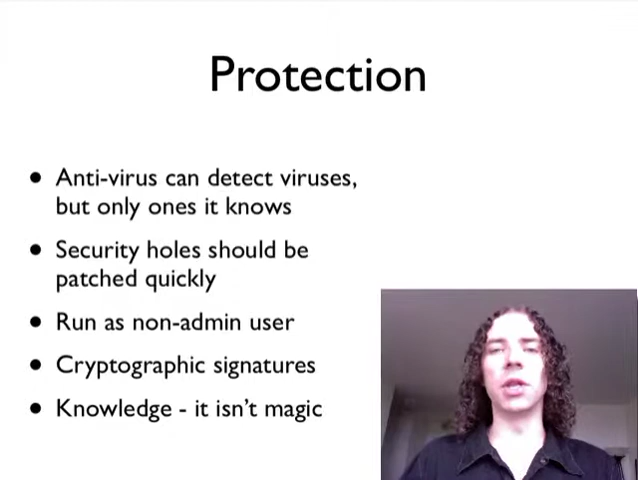 Protection
• Anti-virus can detect viruses,
but only ones it knows
• Security holes should be
patched quickly
• Run as non-admin user
• Cryptographic signatures
• Knowledge - it isn't magic